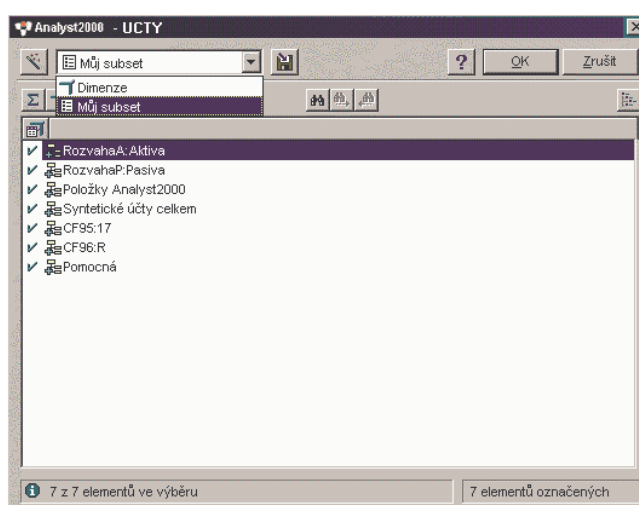 Analyst2000 - UCTY
Můj subset
? OK Zrušit
Dimenze
Můj subset
Σ
RozvahaA:Aktiva
RozvahaP:Pasiva
Položky Analyst2000
Syntetické účty celkem
CF95:17
CF96:R
Pomocná
7 z 7 elementů ve výběru
7 elementů označených